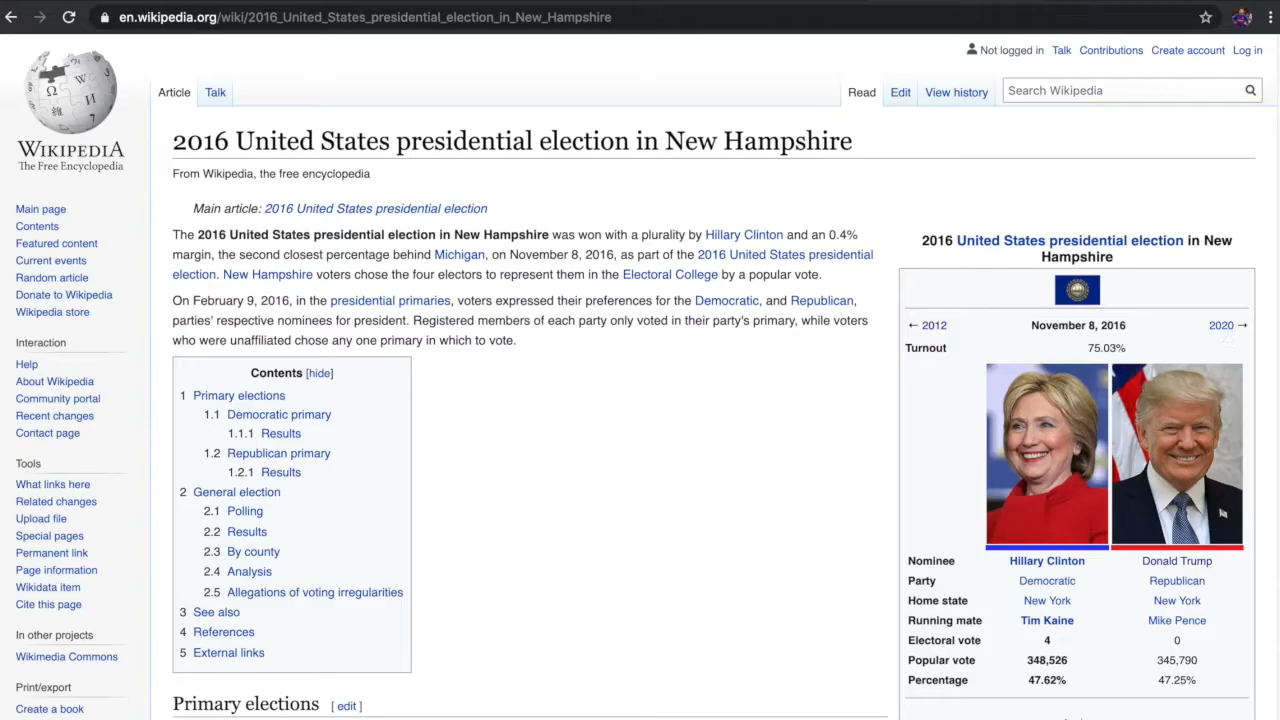 en.wikipedia.org/wiki/2016_United_States_presidential_election_in_New_Hampshire
Not logged in Talk Contributions Create account Log in
Article Talk Read Edit View history Search Wikipedia
WIKIPEDIA
The Free Encyclopedia
Main page
Contents
Featured content
Current events
Random article
Donate to Wikipedia
Wikipedia store
Interaction
Help
About Wikipedia
Community portal
Recent changes
Contact page
Tools
What links here
Related changes
Upload file
Special pages
Permanent link
Page information
Wikidata item
Cite this page
In other projects
Wikimedia Commons
Print/export
Create a book
2016 United States presidential election in New Hampshire
From Wikipedia, the free encyclopedia
Main article: 2016 United States presidential election
The 2016 United States presidential election in New Hampshire was won with a plurality by Hillary Clinton and an 0.4%
margin, the second closest percentage behind Michigan, on November 8, 2016, as part of the 2016 United States presidential
election. New Hampshire voters chose the four electors to represent them in the Electoral College by a popular vote.
On February 9, 2016, in the presidential primaries, voters expressed their preferences for the Democratic, and Republican,
parties' respective nominees for president. Registered members of each party only voted in their party's primary, while voters
who were unaffiliated chose any one primary in which to vote.
Contents [hide]
1 Primary elections
1.1 Democratic primary
1.1.1 Results
1.2 Republican primary
1.2.1 Results
2 General election
2.1 Polling
2.2 Results
2.3 By county
2.4 Analysis
2.5 Allegations of voting irregularities
3 See also
4 References
5 External links
Primary elections [ edit ]
2016 United States presidential election in New
Hampshire
← 2012 November 8, 2016 2020 →
Turnout 75.03%
Nominee Hillary Clinton Donald Trump
Party Democratic Republican
Home state New York New York
Running mate Tim Kaine Mike Pence
Electoral vote 4 0
Popular vote 348,526 345,790
Percentage 47.62% 47.25%